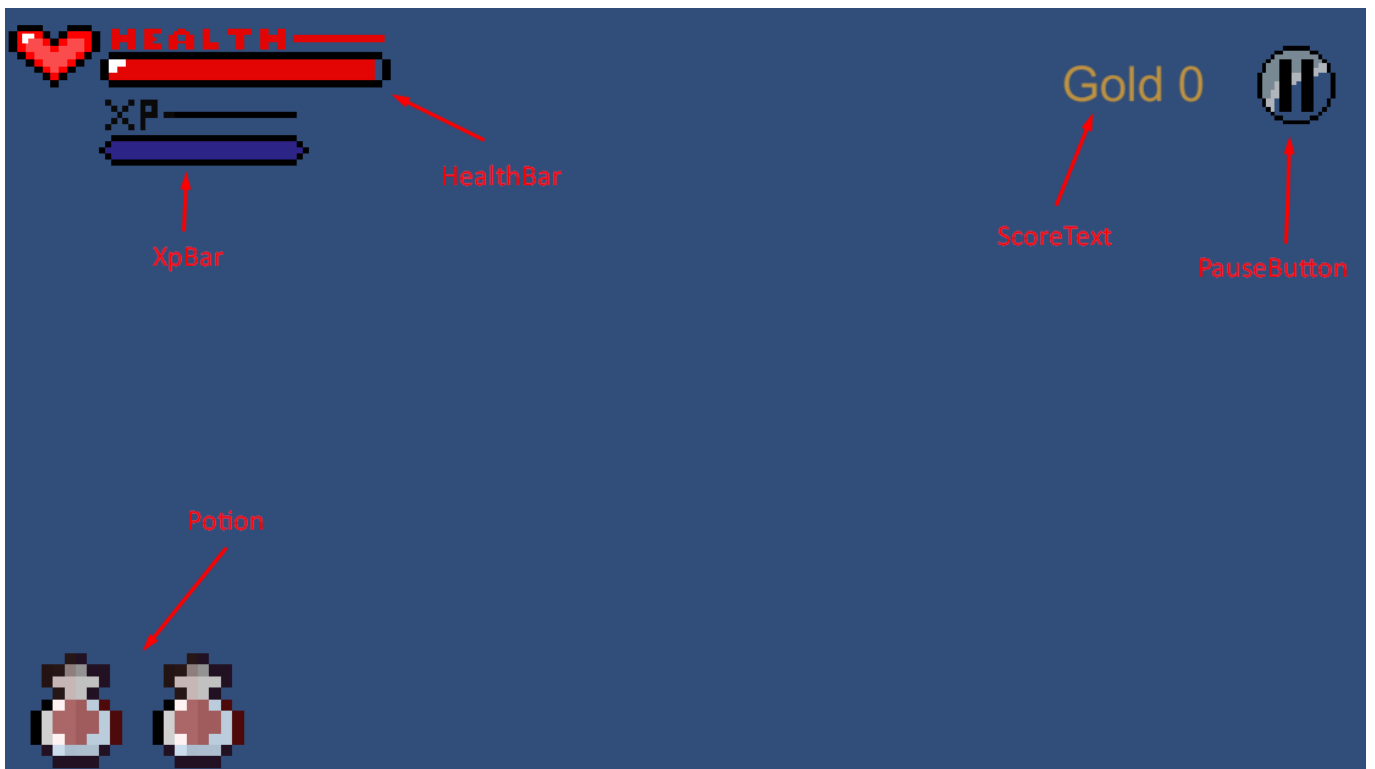 HEALTH
XP
Gold 0
HealthBar
ScoreText
XpBar
PauseButton
Potion